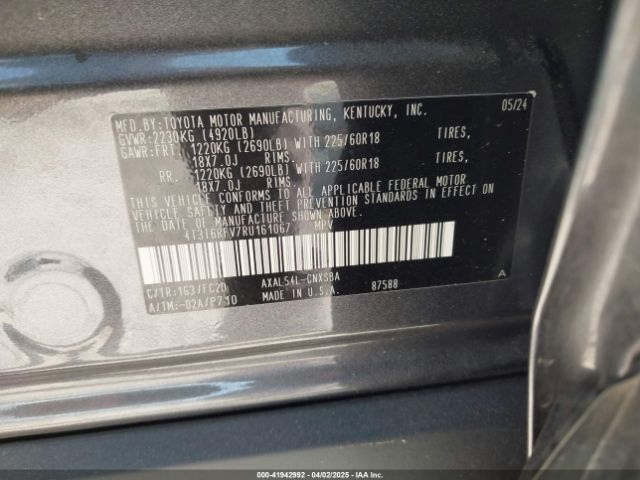 MFD.BY:TOYOTA MOTOR MANUFACTURING, KENTUCKY, INC. 05/24
GVWR:2230KG (4920LB)
GAWR:FRT. 1220KG (2690LB) WITH 225/60R18 TIRES,
18X7.0J RIMS.
RR. 1220KG (2690LB) WITH 225/60R18 TIRES,
18X7.0J RIMS.
THIS VEHICLE CONFORMS TO ALL APPLICABLE FEDERAL MOTOR
VEHICLE SAFETY AND BUMPER STANDARDS IN EFFECT ON
THE DATE OF MANUFACTURE SHOWN ABOVE.
4T3T6RFV7RU161067 MPV
C/TR:1G3/FC20 AXAL54L-CNXSBA 87588 A
A/TM:-02A/P710 MADE IN U.S.A.
000-41942992 | 04/02/2025 - IAA, Inc.